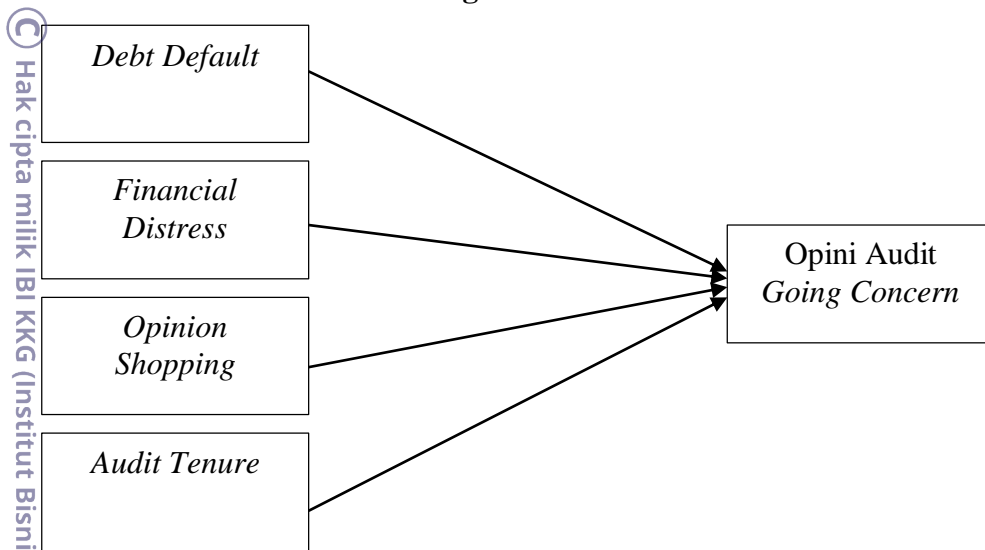 Debt Default
Financial
Distress
Opinion
Shopping
Audit Tenure
Opini Audit
Going Concern
© Hak cipta milik IBI KKG (Institut Bisni